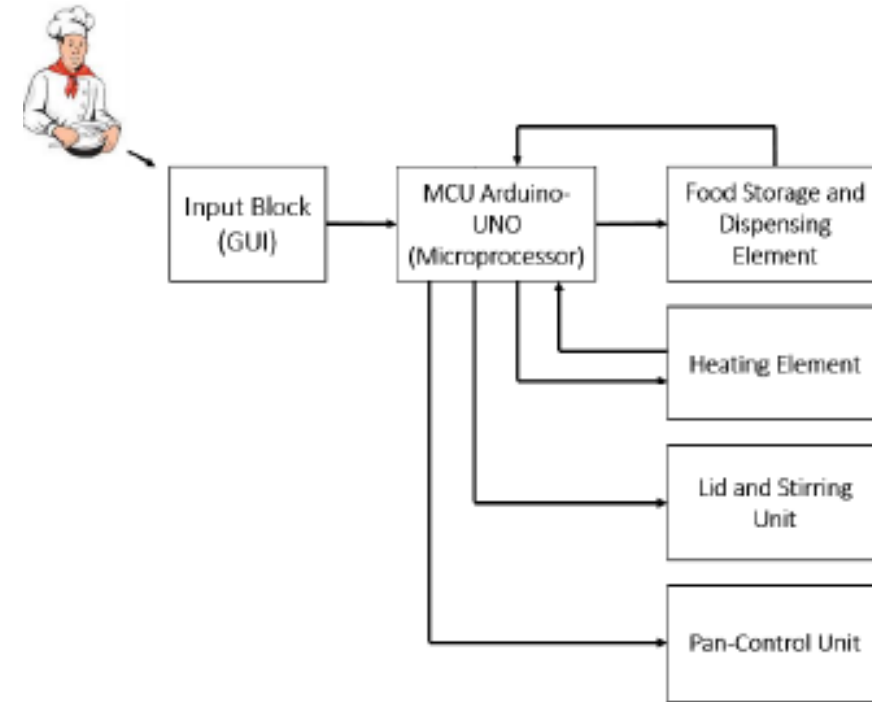 Input Block
(GUI)
MCU Arduino-
UNO
(Microprocessor)
Food Storage and
Dispensing
Element
Heating Element
Lid and Stirring
Unit
Pan-Control Unit